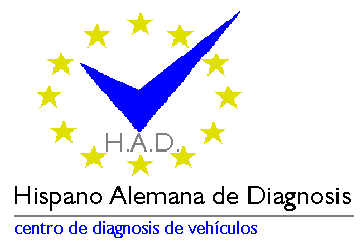 H.A.D.
Hispano Alemana de Diagnosis
centro de diagnosis de vehículos